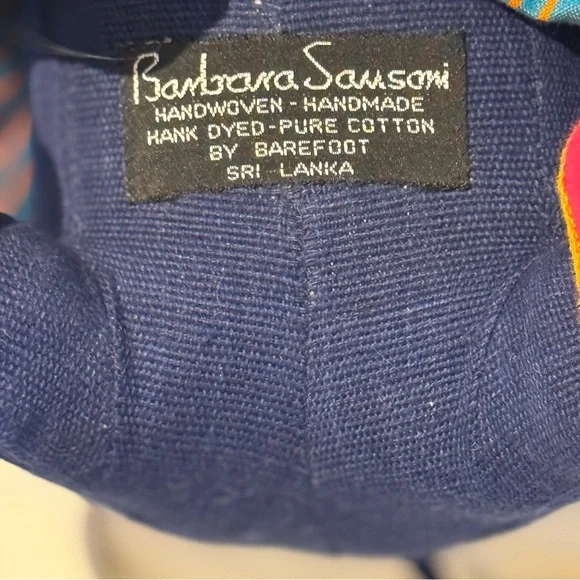 Barbara Sansoni
HANDWOVEN - HANDMADE
HANK DYED - PURE COTTON
BY BAREFOOT
SRI LANKA